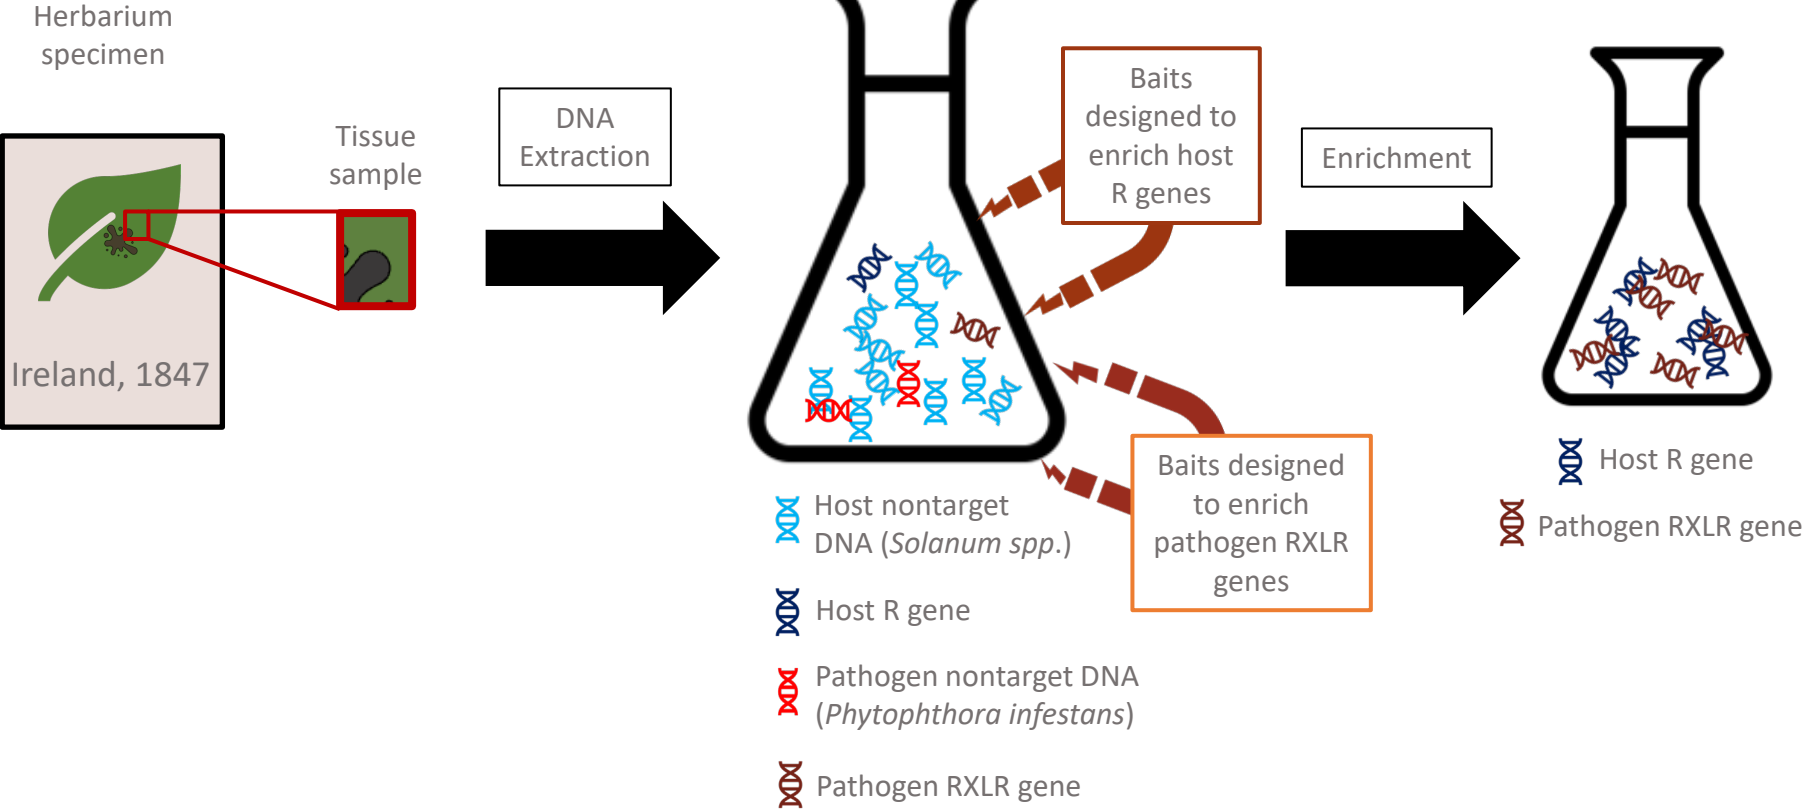 Herbarium
specimen
Ireland, 1847
Tissue
sample
DNA
Extraction
Baits
designed to
enrich host
R genes
Baits designed
to enrich
pathogen RXLR
genes
Host nontarget
DNA (Solanum spp.)
Host R gene
Pathogen nontarget DNA
(Phytophthora infestans)
Pathogen RXLR gene
Enrichment
Host R gene
Pathogen RXLR gene